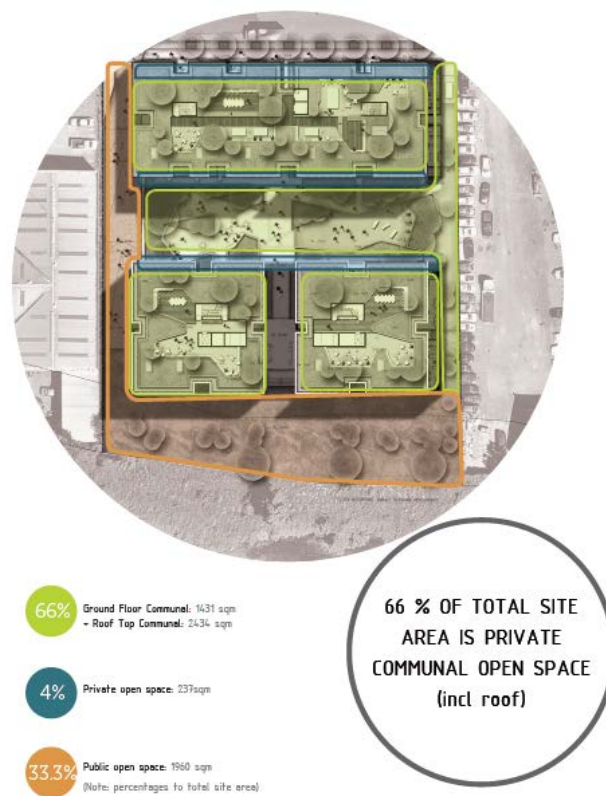 66%
Ground Floor Communal: 1431 sqm
- Roof Top Communal: 2434 sqm
4%
Private open space: 237sqm
33.3%
Public open space: 1960 sqm
(Note: percentages to total site area)
66 % OF TOTAL SITE
AREA IS PRIVATE
COMMUNAL OPEN SPACE
(incl roof)